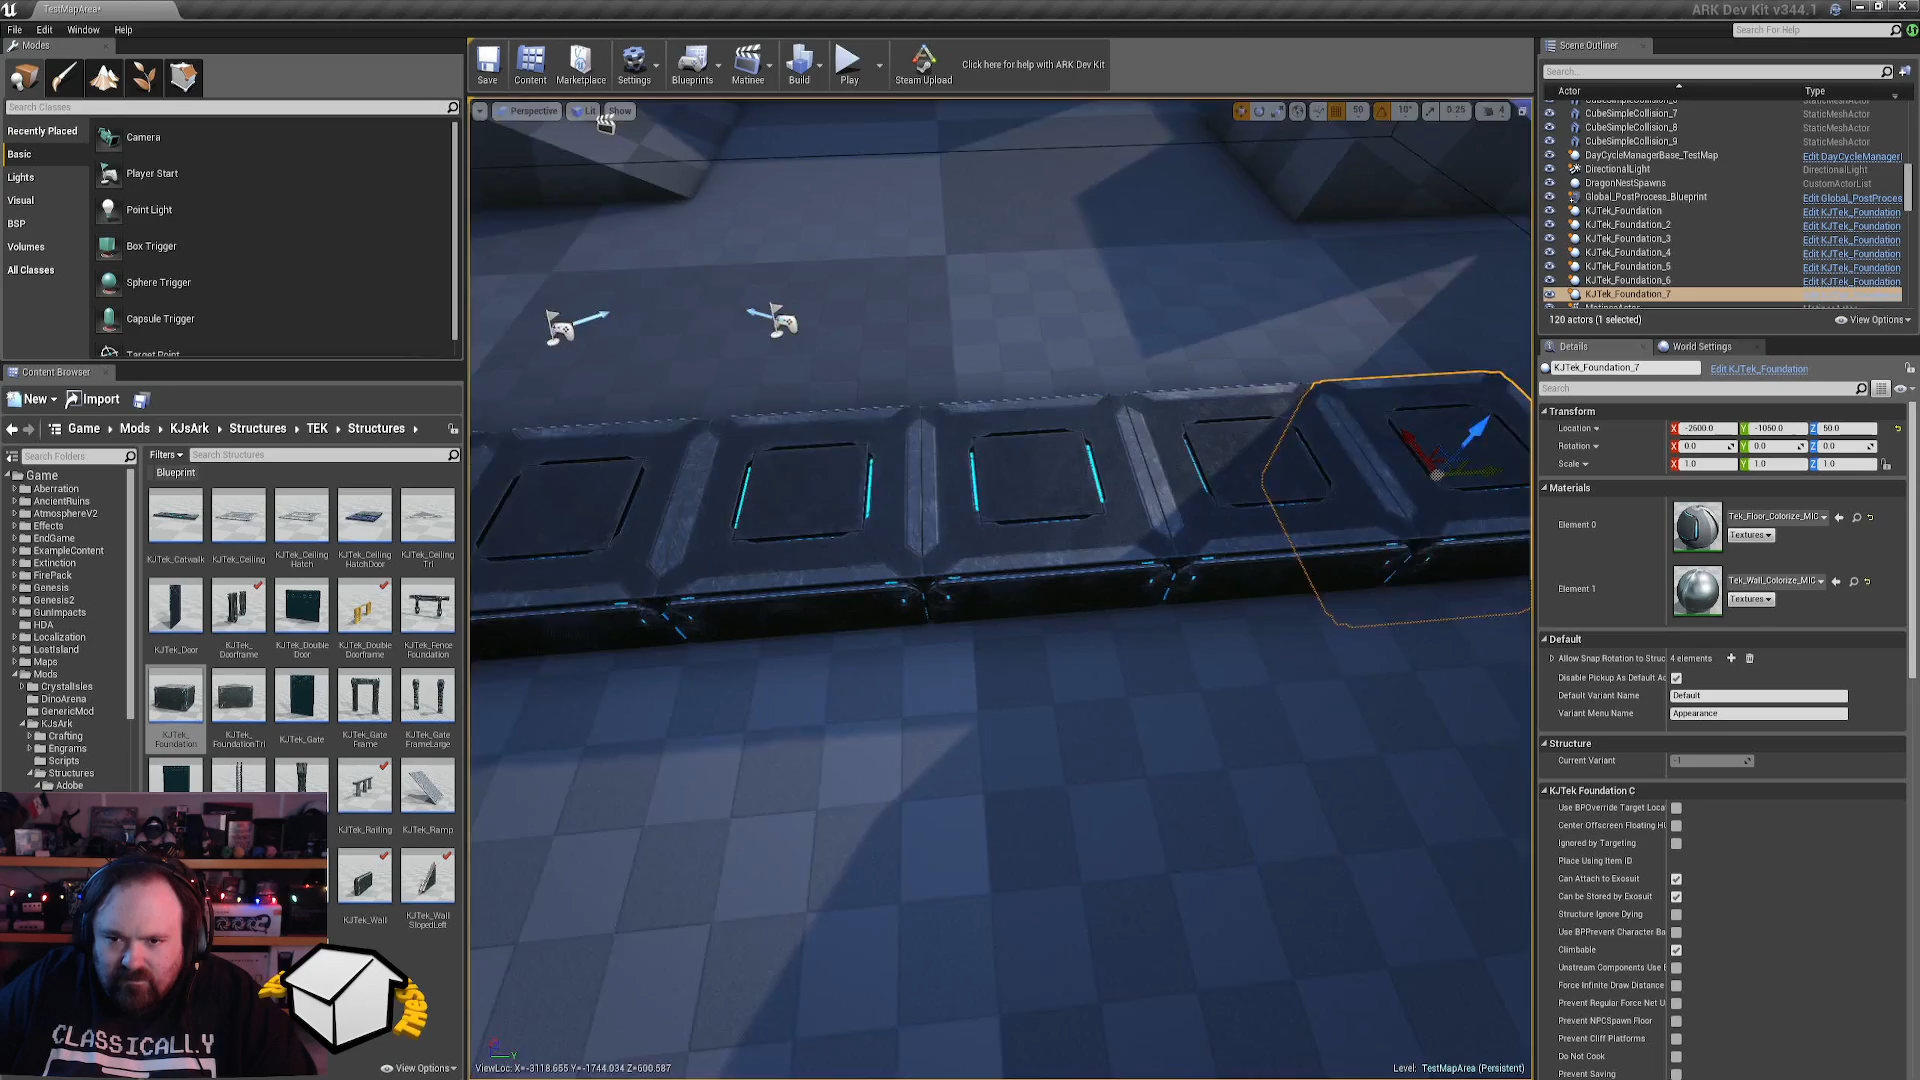 TestMapArea*
ARK Dev Kit v344.1
File Edit Window Help
Search For Help
Modes
Search Classes
Recently Placed
Basic
Lights
Visual
BSP
Volumes
All Classes
Camera
Player Start
Point Light
Box Trigger
Sphere Trigger
Capsule Trigger
Target Point
Save
Content
Marketplace
Settings
Blueprints
Matinee
Build
Play
Steam Upload
Click here for help with ARK Dev Kit
Perspective
Lit
Show
50
10°
0.25
4
Content Browser
New
Import
Game
Mods
KJsArk
Structures
TEK
Structures
Search Folders
Filters
Search Structures
Blueprint
Game
Aberration
AncientRuins
AtmosphereV2
Effects
EndGame
ExampleContent
Extinction
FirePack
Genesis
Genesis2
GunImpacts
HDA
Localization
LostIsland
Maps
Mods
CrystalIsles
DinoArena
GenericMod
KJsArk
Crafting
Engrams
Scripts
Structures
Adobe
KJTek_Catwalk
KJTek_Ceiling
KJTek_Ceiling
Hatch
KJTek_Ceiling
HatchDoor
KJTek_Ceiling
Tri
KJTek_Door
KJTek_
Doorframe
KJTek_Double
Door
KJTek_Double
Doorframe
KJTek_Fence
Foundation
KJTek_
Foundation
KJTek_
FoundationTri
KJTek_Gate
KJTek_Gate
Frame
KJTek_Gate
FrameLarge
KJTek_Railing
KJTek_Ramp
KJTek_Wall
KJTek_Wall
SlopedLeft
View Options
CLASSICALLY
ViewLoc: X=-3118.655 Y=-1744.034 Z=600.587
Level: TestMapArea (Persistent)
Scene Outliner
Search...
Actor
Type
CubeSimpleCollision_7
StaticMeshActor
CubeSimpleCollision_8
StaticMeshActor
CubeSimpleCollision_9
StaticMeshActor
DayCycleManagerBase_TestMap
Edit DayCycleManagerI
DirectionalLight
DirectionalLight
DragonNestSpawns
CustomActorList
Global_PostProcess_Blueprint
Edit Global_PostProces
KJTek_Foundation
Edit KJTek_Foundation
KJTek_Foundation_2
Edit KJTek_Foundation
KJTek_Foundation_3
Edit KJTek_Foundation
KJTek_Foundation_4
Edit KJTek_Foundation
KJTek_Foundation_5
Edit KJTek_Foundation
KJTek_Foundation_6
Edit KJTek_Foundation
KJTek_Foundation_7
120 actors (1 selected)
View Options
Details
World Settings
KJTek_Foundation_7
Edit KJTek_Foundation
Search
Transform
Location X -2600.0 Y -1050.0 Z 50.0
Rotation X 0.0 Y 0.0 Z 0.0
Scale X 1.0 Y 1.0 Z 1.0
Materials
Element 0
Tek_Floor_Colorize_MIC
Textures
Element 1
Tek_Wall_Colorize_MIC
Textures
Default
Allow Snap Rotation to Struc 4 elements
Disable Pickup As Default Ac
Default Variant Name Default
Variant Menu Name Appearance
Structure
Current Variant -1
KJTek Foundation C
Use BPOverride Target Loca
Center Offscreen Floating HI
Ignored by Targeting
Place Using Item ID
Can Attach to Exosuit
Can be Stored by Exosuit
Structure Ignore Dying
Use BPPrevent Character Ba
Climbable
Unstream Components Use I
Force Infinite Draw Distance
Prevent Regular Force Net U
Prevent NPCSpawn Floor
Prevent Cliff Platforms
Do Not Cook
Prevent Saving